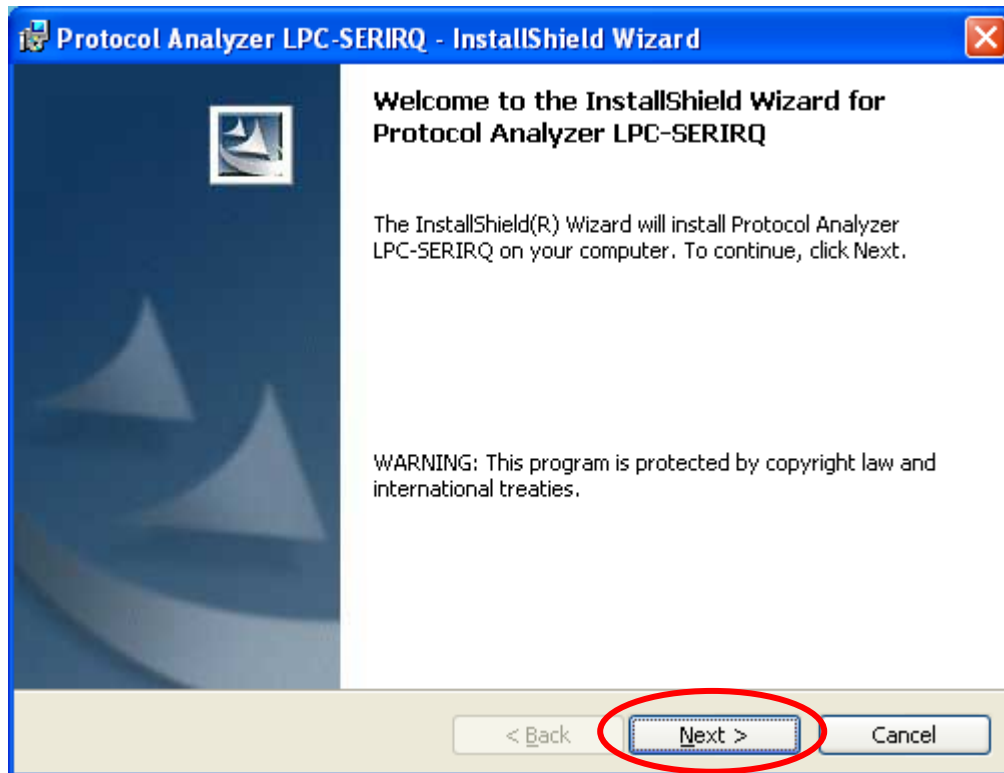 Protocol Analyzer LPC-SERIRQ - InstallShield Wizard
Welcome to the InstallShield Wizard for
Protocol Analyzer LPC-SERIRQ
The InstallShield(R) Wizard will install Protocol Analyzer
LPC-SERIRQ on your computer. To continue, click Next.
WARNING: This program is protected by copyright law and
international treaties.
< Back
Next >
Cancel